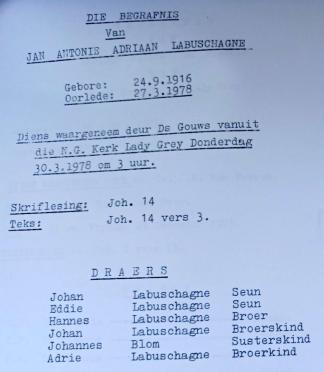 DIE BEGRAFNIS
Van
JAN ANTONIE ADRIAAN LABUSCHAGNE
Gebore: 24.9.1916
Oorlede: 27.3.1978
Diens waargeneem deur Ds Gouws vanuit
die N.G. Kerk Lady Grey Donderdag
30.3.1978 om 3 uur.
Skriflesing: Joh. 14
Teks: Joh. 14 vers 3.
D R A E R S
Johan Labuschagne Seun
Eddie Labuschagne Seun
Hannes Labuschagne Broer
Johan Labuschagne Broerskind
Johannes Blom Susterskind
Adrie Labuschagne Broerkind